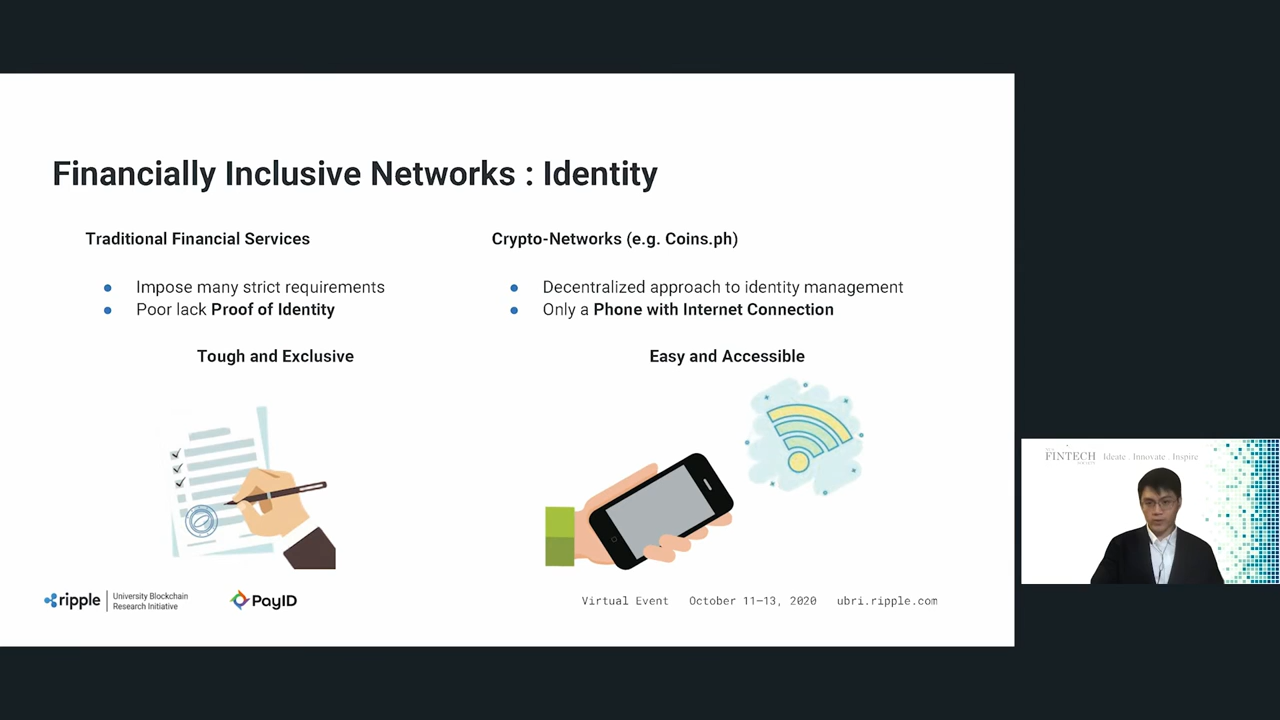 Financially Inclusive Networks : Identity
Traditional Financial Services
Impose many strict requirements
Poor lack Proof of Identity
Tough and Exclusive
Crypto-Networks (e.g. Coins.ph)
Decentralized approach to identity management
Only a Phone with Internet Connection
Easy and Accessible
ripple
University Blockchain
Research Initiative
PayID
Virtual Event October 11–13, 2020 ubri.ripple.com
FINTECH Ideate . Innovate . Inspire